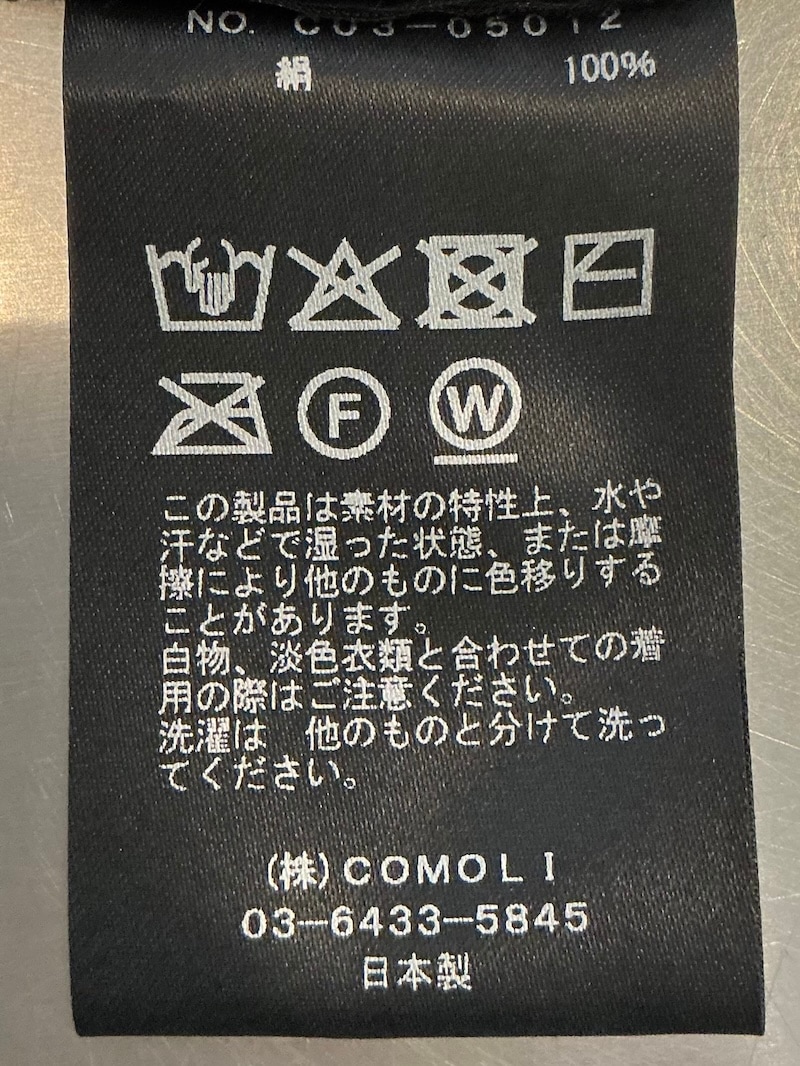 NO. C03-05012
絹 100%
F W
この製品は素材の特性上、水や
汗などで湿った状態、または摩
擦により他のものに色移りする
ことがあります。
白物、淡色衣類と合わせての着
用の際はご注意ください。
洗濯は 他のものと分けて洗っ
てください。
(株)COMOLI
03-6433-5845
日本製